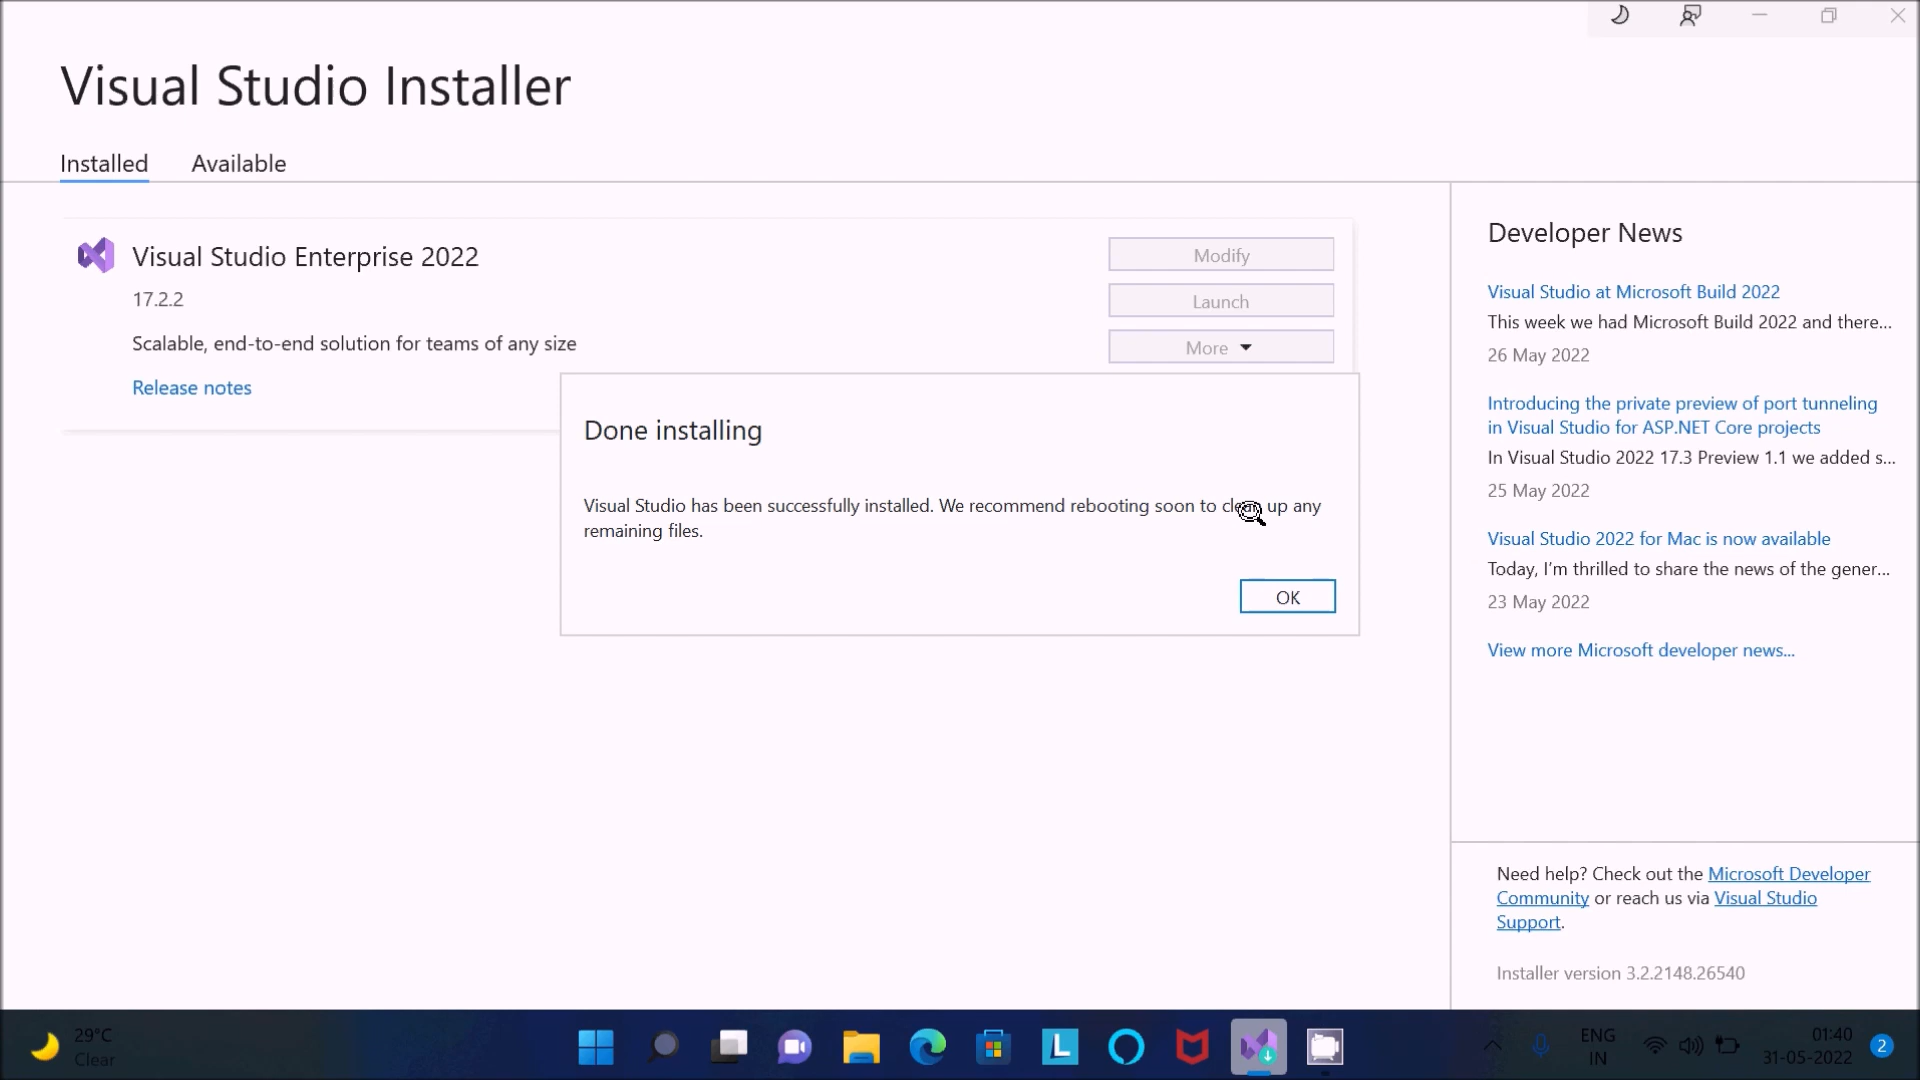 Visual Studio Installer
Installed
Available
Visual Studio Enterprise 2022
17.2.2
Scalable, end-to-end solution for teams of any size
Release notes
Modify
Launch
More
Done installing
Visual Studio has been successfully installed. We recommend rebooting soon to clean up any
remaining files.
OK
Developer News
Visual Studio at Microsoft Build 2022
This week we had Microsoft Build 2022 and there...
26 May 2022
Introducing the private preview of port tunneling
in Visual Studio for ASP.NET Core projects
In Visual Studio 2022 17.3 Preview 1.1 we added s...
25 May 2022
Visual Studio 2022 for Mac is now available
Today, I'm thrilled to share the news of the gener...
23 May 2022
View more Microsoft developer news...
Need help? Check out the Microsoft Developer
Community or reach us via Visual Studio
Support.
Installer version 3.2.2148.26540
29°C
Clear
L
ENG
IN
01:40
31-05-2022
2